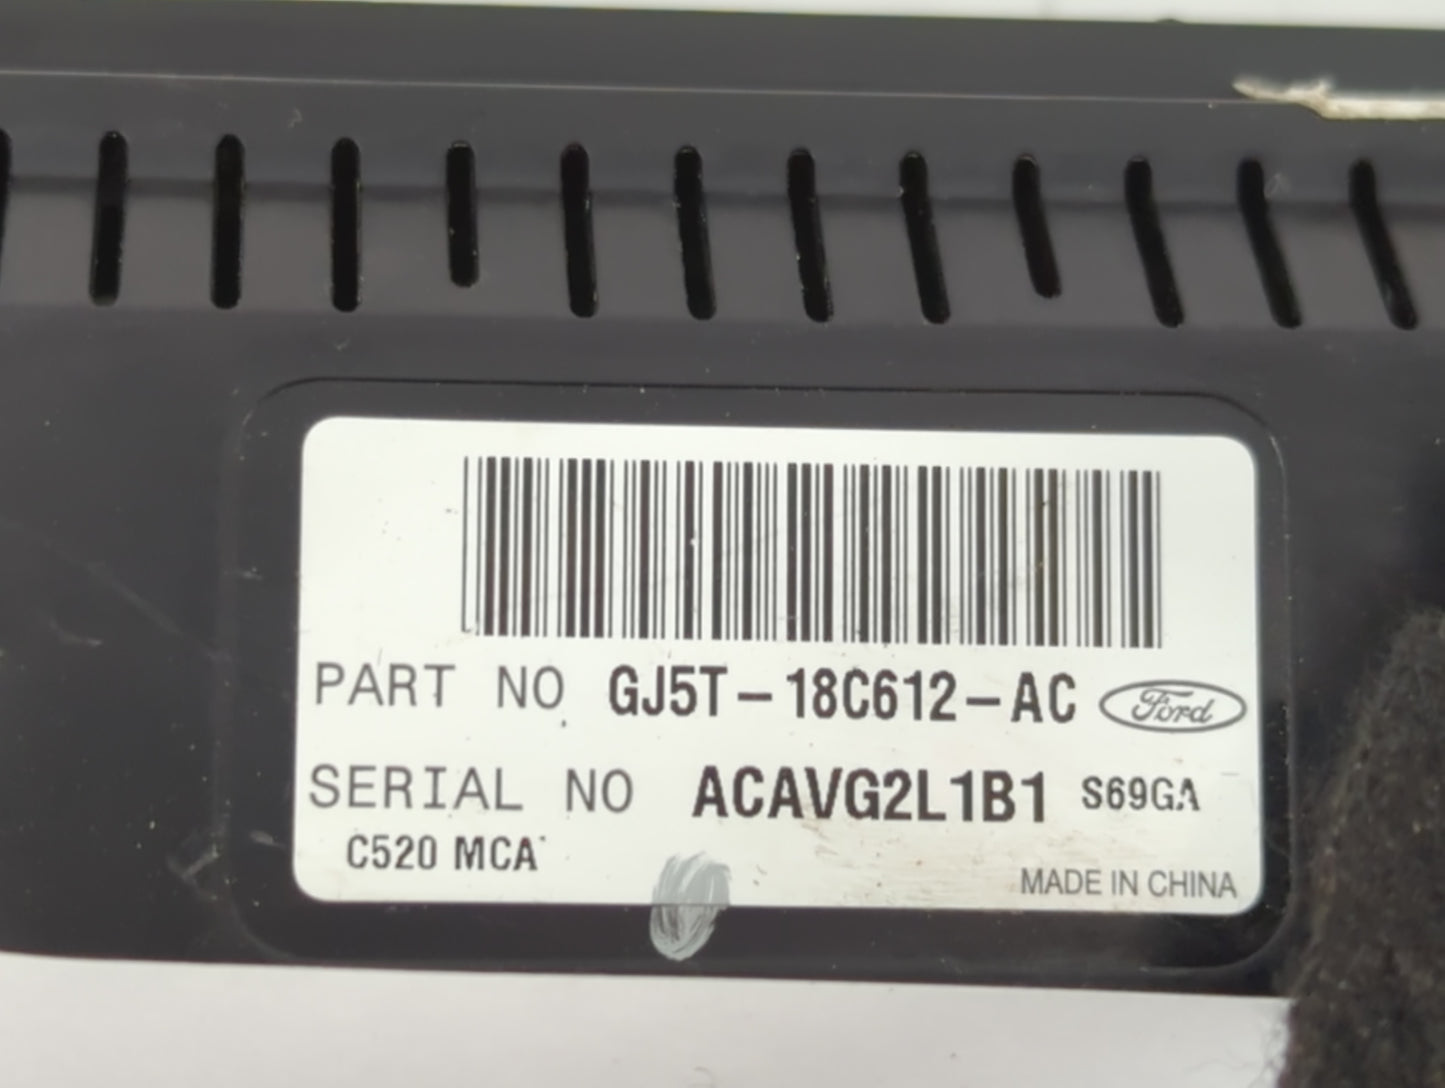 PART NO GJ5T-18C612-AC Ford
SERIAL NO ACAVG2L1B1 S69GA
C520 MCA
MADE IN CHINA